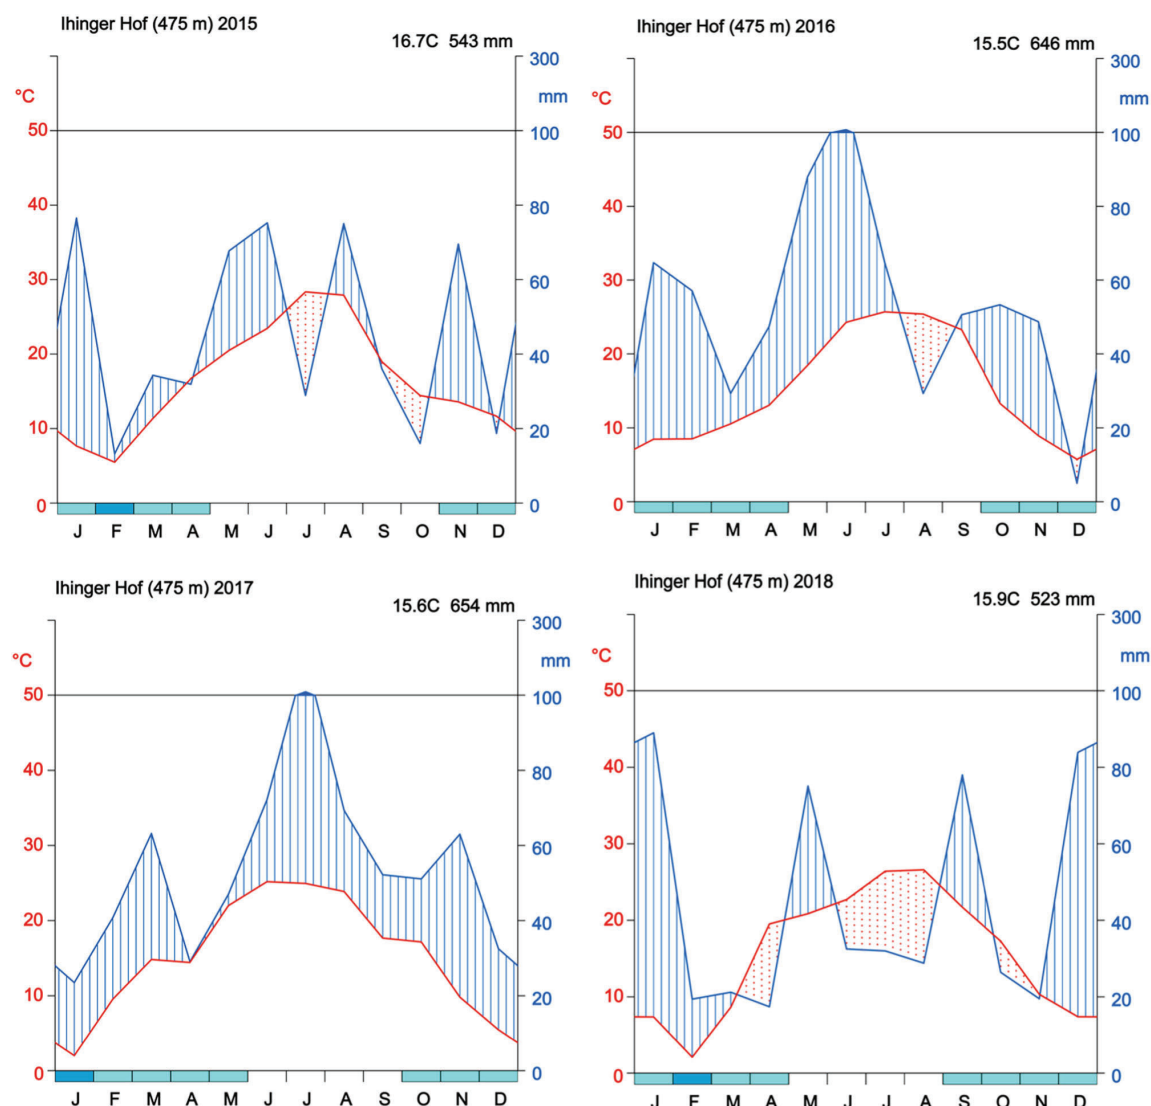 Ihinger Hof (475 m) 2015
16.7C 543 mm
300
°C
mm
50
100
40
80
30
60
20
40
10
20
0
0
J F M A M J J A S O N D
Ihinger Hof (475 m) 2016
15.5C 646 mm
300
°C
mm
50
100
40
80
30
60
20
40
10
20
0
0
J F M A M J J A S O N D
Ihinger Hof (475 m) 2017
15.6C 654 mm
300
°C
mm
50
100
40
80
30
60
20
40
10
20
0
0
J F M A M J J A S O N D
Ihinger Hof (475 m) 2018
15.9C 523 mm
300
°C
mm
50
100
40
80
30
60
20
40
10
20
0
0
J F M A M J J A S O N D